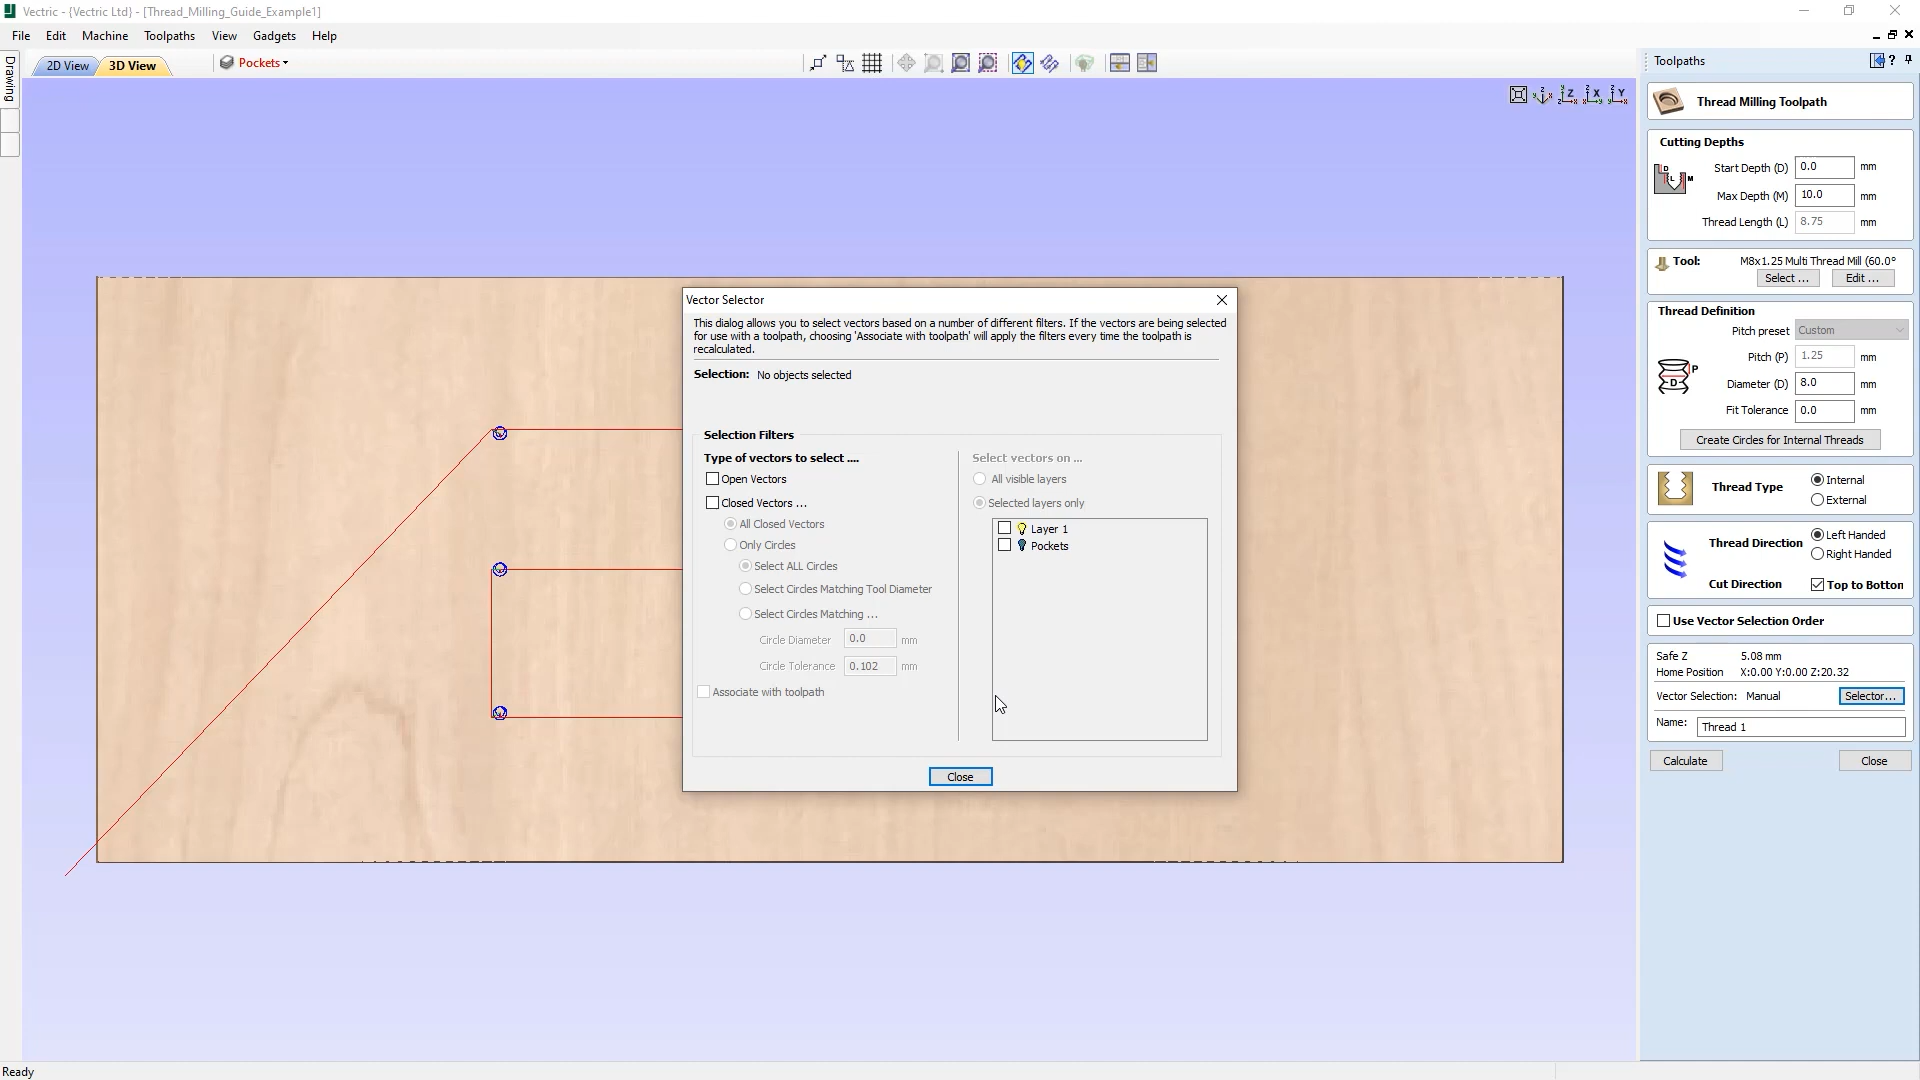 Vectric - {Vectric Ltd} - [Thread_Milling_Guide_Example1]
File Edit Machine Toolpaths View Gadgets Help
Drawing
2D View
3D View
Pockets
Toolpaths
Thread Milling Toolpath
Cutting Depths
Start Depth (D) 0.0 mm
Max Depth (M) 10.0 mm
Thread Length (L) 8.75 mm
Tool: M8x1.25 Multi Thread Mill (60.0°
Select ... Edit ...
Thread Definition
Pitch preset Custom
Pitch (P) 1.25 mm
Diameter (D) 8.0 mm
Fit Tolerance 0.0 mm
Create Circles for Internal Threads
Thread Type
Internal
External
Thread Direction
Left Handed
Right Handed
Cut Direction
Top to Botton
Use Vector Selection Order
Safe Z 5.08 mm
Home Position X:0.00 Y:0.00 Z:20.32
Vector Selection: Manual Selector...
Name: Thread 1
Calculate Close
Vector Selector
This dialog allows you to select vectors based on a number of different filters. If the vectors are being selected
for use with a toolpath, choosing 'Associate with toolpath' will apply the filters every time the toolpath is
recalculated.
Selection: No objects selected
Selection Filters
Type of vectors to select ....
Open Vectors
Closed Vectors ...
All Closed Vectors
Only Circles
Select ALL Circles
Select Circles Matching Tool Diameter
Select Circles Matching ...
Circle Diameter 0.0 mm
Circle Tolerance 0.102 mm
Associate with toolpath
Select vectors on ...
All visible layers
Selected layers only
Layer 1
Pockets
Close
Ready